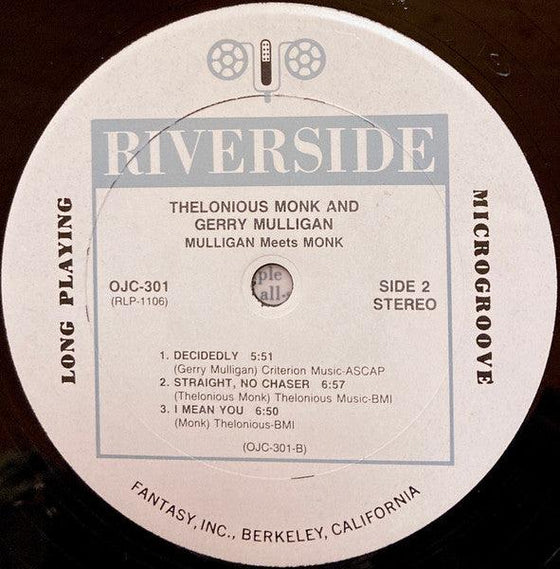 RIVERSIDE
THELONIOUS MONK AND
GERRY MULLIGAN
MULLIGAN Meets MONK
LONG PLAYING
MICROGROOVE
OJC-301
(RLP-1106)
SIDE 2
STEREO
1. DECIDEDLY 5:51
(Gerry Mulligan) Criterion Music-ASCAP
2. STRAIGHT, NO CHASER 6:57
(Thelonious Monk) Thelonious Music-BMI
3. I MEAN YOU 6:50
(Monk) Thelonious-BMI
(OJC-301-B)
FANTASY, INC., BERKELEY, CALIFORNIA